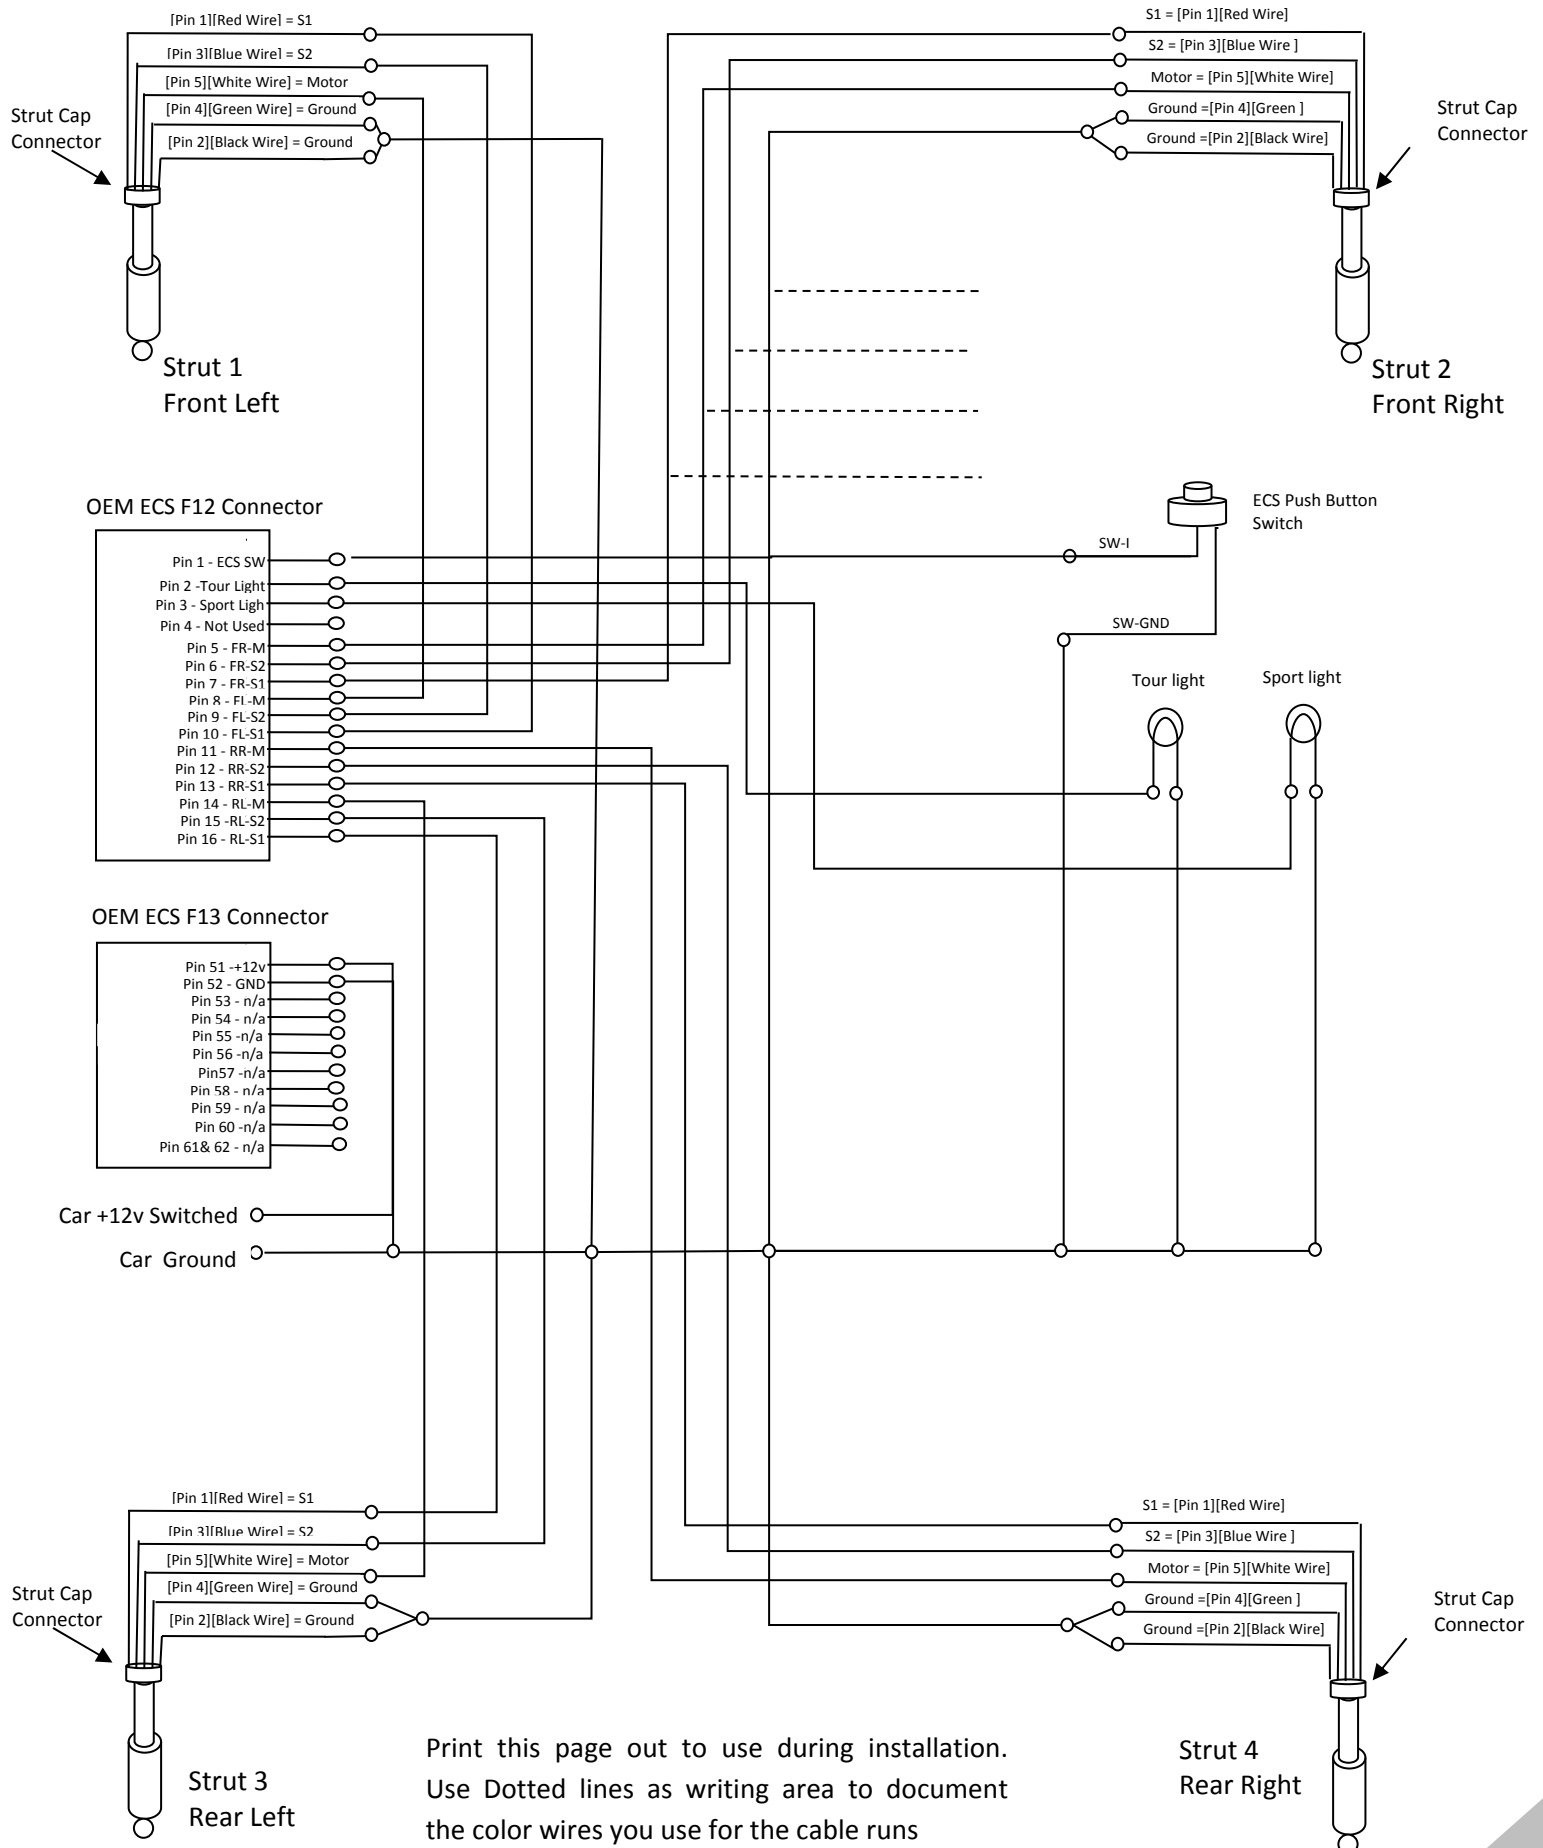 [Pin 1][Red Wire] = S1
[Pin 3][Blue Wire] = S2
[Pin 5][White Wire] = Motor
[Pin 4][Green Wire] = Ground
[Pin 2][Black Wire] = Ground
Strut Cap
Connector
Strut 1
Front Left
S1 = [Pin 1][Red Wire]
S2 = [Pin 3][Blue Wire ]
Motor = [Pin 5][White Wire]
Ground =[Pin 4][Green ]
Ground =[Pin 2][Black Wire]
Strut Cap
Connector
Strut 2
Front Right
OEM ECS F12 Connector
Pin 1 - ECS SW
Pin 2 -Tour Light
Pin 3 - Sport Ligh
Pin 4 - Not Used
Pin 5 - FR-M
Pin 6 - FR-S2
Pin 7 - FR-S1
Pin 8 - FL-M
Pin 9 - FL-S2
Pin 10 - FL-S1
Pin 11 - RR-M
Pin 12 - RR-S2
Pin 13 - RR-S1
Pin 14 - RL-M
Pin 15 -RL-S2
Pin 16 - RL-S1
ECS Push Button
Switch
SW-I
SW-GND
Tour light
Sport light
OEM ECS F13 Connector
Pin 51 -+12v
Pin 52 - GND
Pin 53 - n/a
Pin 54 - n/a
Pin 55 -n/a
Pin 56 -n/a
Pin57 -n/a
Pin 58 - n/a
Pin 59 - n/a
Pin 60 -n/a
Pin 61& 62 - n/a
Car +12v Switched
Car Ground
[Pin 1][Red Wire] = S1
[Pin 3][Blue Wire] = S2
[Pin 5][White Wire] = Motor
[Pin 4][Green Wire] = Ground
[Pin 2][Black Wire] = Ground
Strut Cap
Connector
Strut 3
Rear Left
S1 = [Pin 1][Red Wire]
S2 = [Pin 3][Blue Wire ]
Motor = [Pin 5][White Wire]
Ground =[Pin 4][Green ]
Ground =[Pin 2][Black Wire]
Strut Cap
Connector
Strut 4
Rear Right
Print this page out to use during installation.
Use Dotted lines as writing area to document
the color wires you use for the cable runs